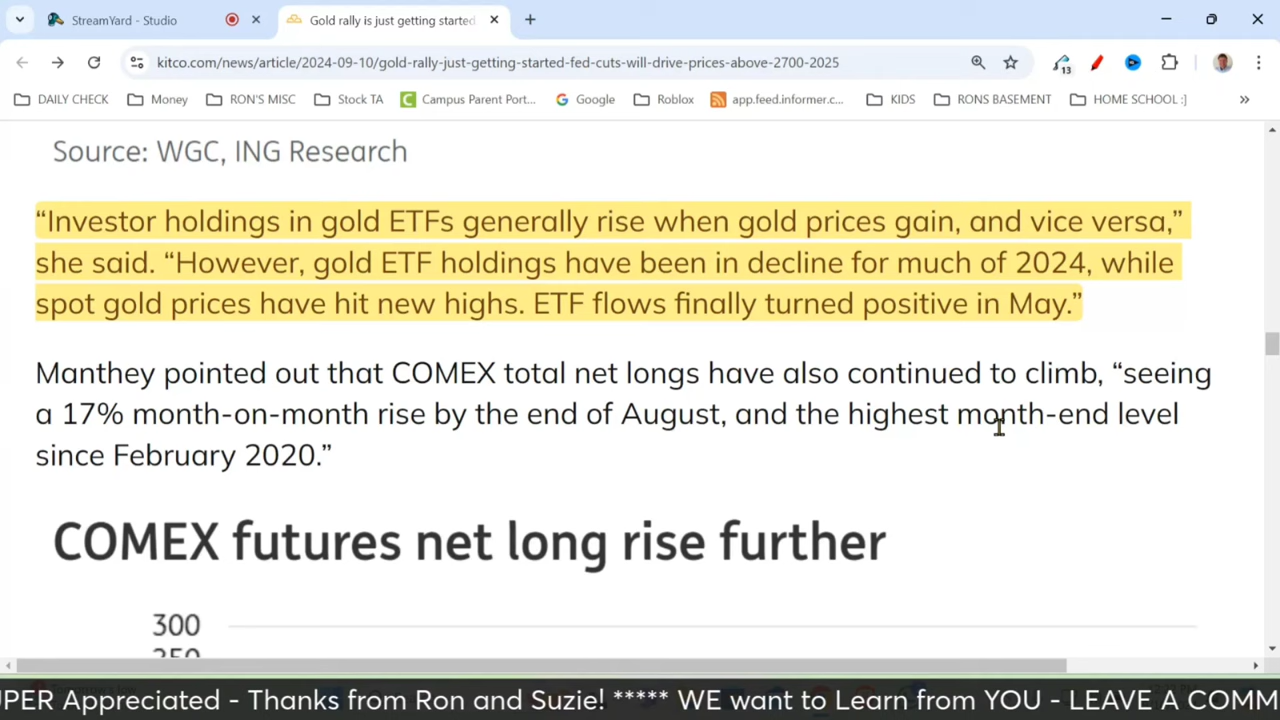 StreamYard - Studio
Gold rally is just getting started
kitco.com/news/article/2024-09-10/gold-rally-just-getting-started-fed-cuts-will-drive-prices-above-2700-2025
13
DAILY CHECK
Money
RON'S MISC
Stock TA
Campus Parent Port...
Google
Roblox
app.feed.informer.c...
KIDS
RONS BASEMENT
HOME SCHOOL :]
Source: WGC, ING Research
“Investor holdings in gold ETFs generally rise when gold prices gain, and vice versa,”
she said. “However, gold ETF holdings have been in decline for much of 2024, while
spot gold prices have hit new highs. ETF flows finally turned positive in May.”
Manthey pointed out that COMEX total net longs have also continued to climb, “seeing
a 17% month-on-month rise by the end of August, and the highest month-end level
since February 2020.”
COMEX futures net long rise further
300
250
UPER Appreciated - Thanks from Ron and Suzie! ***** WE want to Learn from YOU - LEAVE A COMM